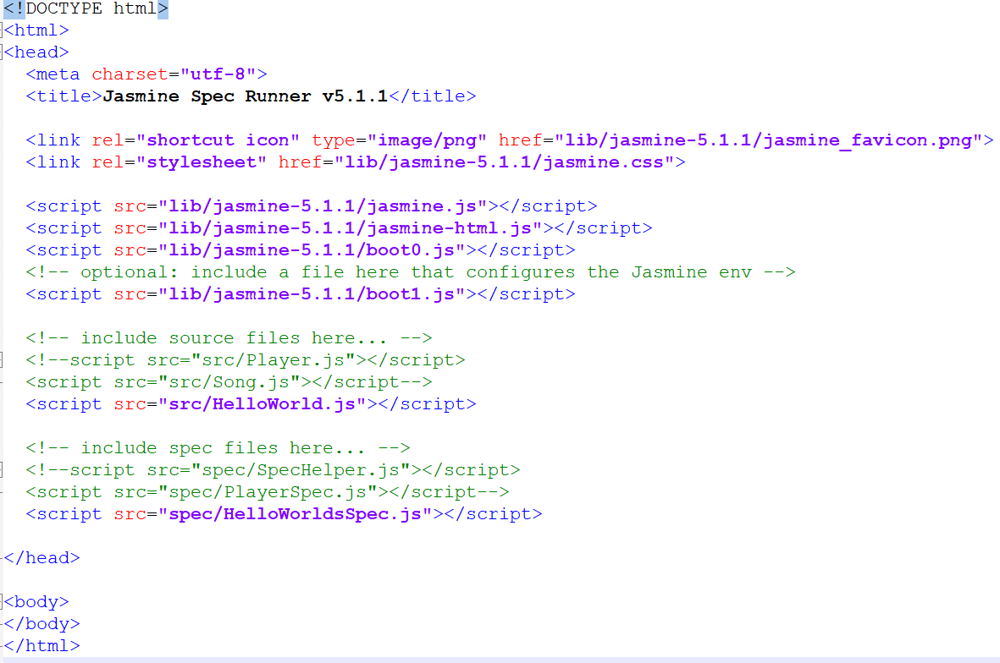 <!DOCTYPE html>
<html>
<head>
  <meta charset="utf-8">
  <title>Jasmine Spec Runner v5.1.1</title>

  <link rel="shortcut icon" type="image/png" href="lib/jasmine-5.1.1/jasmine_favicon.png">
  <link rel="stylesheet" href="lib/jasmine-5.1.1/jasmine.css">

  <script src="lib/jasmine-5.1.1/jasmine.js"></script>
  <script src="lib/jasmine-5.1.1/jasmine-html.js"></script>
  <script src="lib/jasmine-5.1.1/boot0.js"></script>
  <!-- optional: include a file here that configures the Jasmine env -->
  <script src="lib/jasmine-5.1.1/boot1.js"></script>

  <!-- include source files here... -->
  <!--script src="src/Player.js"></script>
  <script src="src/Song.js"></script-->
  <script src="src/HelloWorld.js"></script>

  <!-- include spec files here... -->
  <!--script src="spec/SpecHelper.js"></script>
  <script src="spec/PlayerSpec.js"></script-->
  <script src="spec/HelloWorldsSpec.js"></script>

</head>

<body>
</body>
</html>